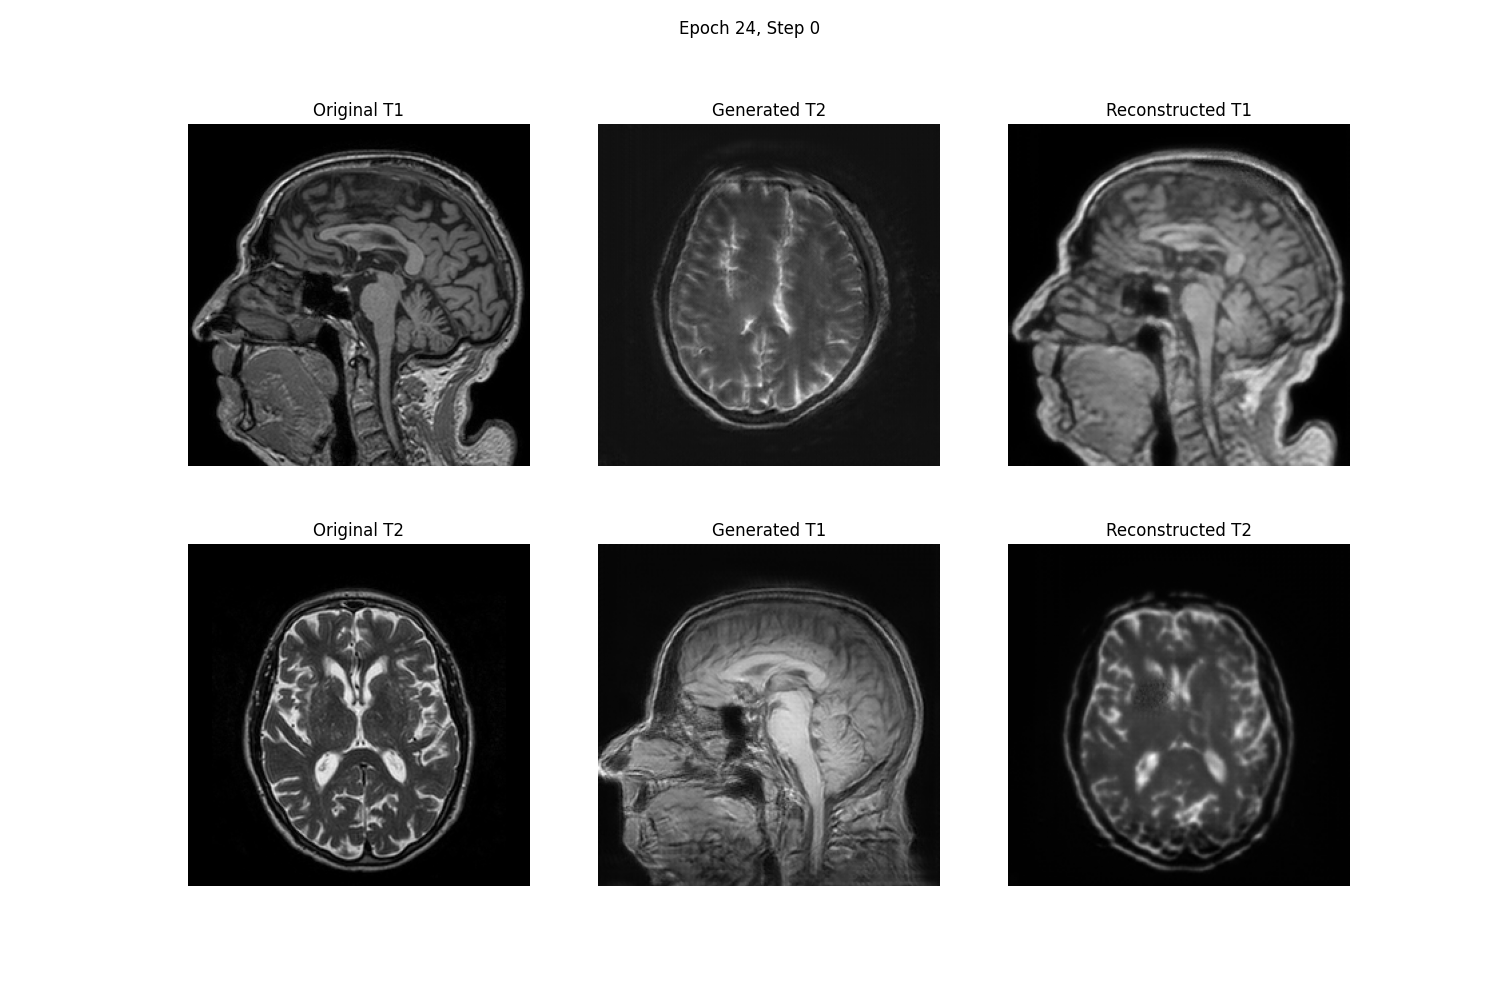 Epoch 24, Step 0
Original T1
Generated T2
Reconstructed T1
Original T2
Generated T1
Reconstructed T2